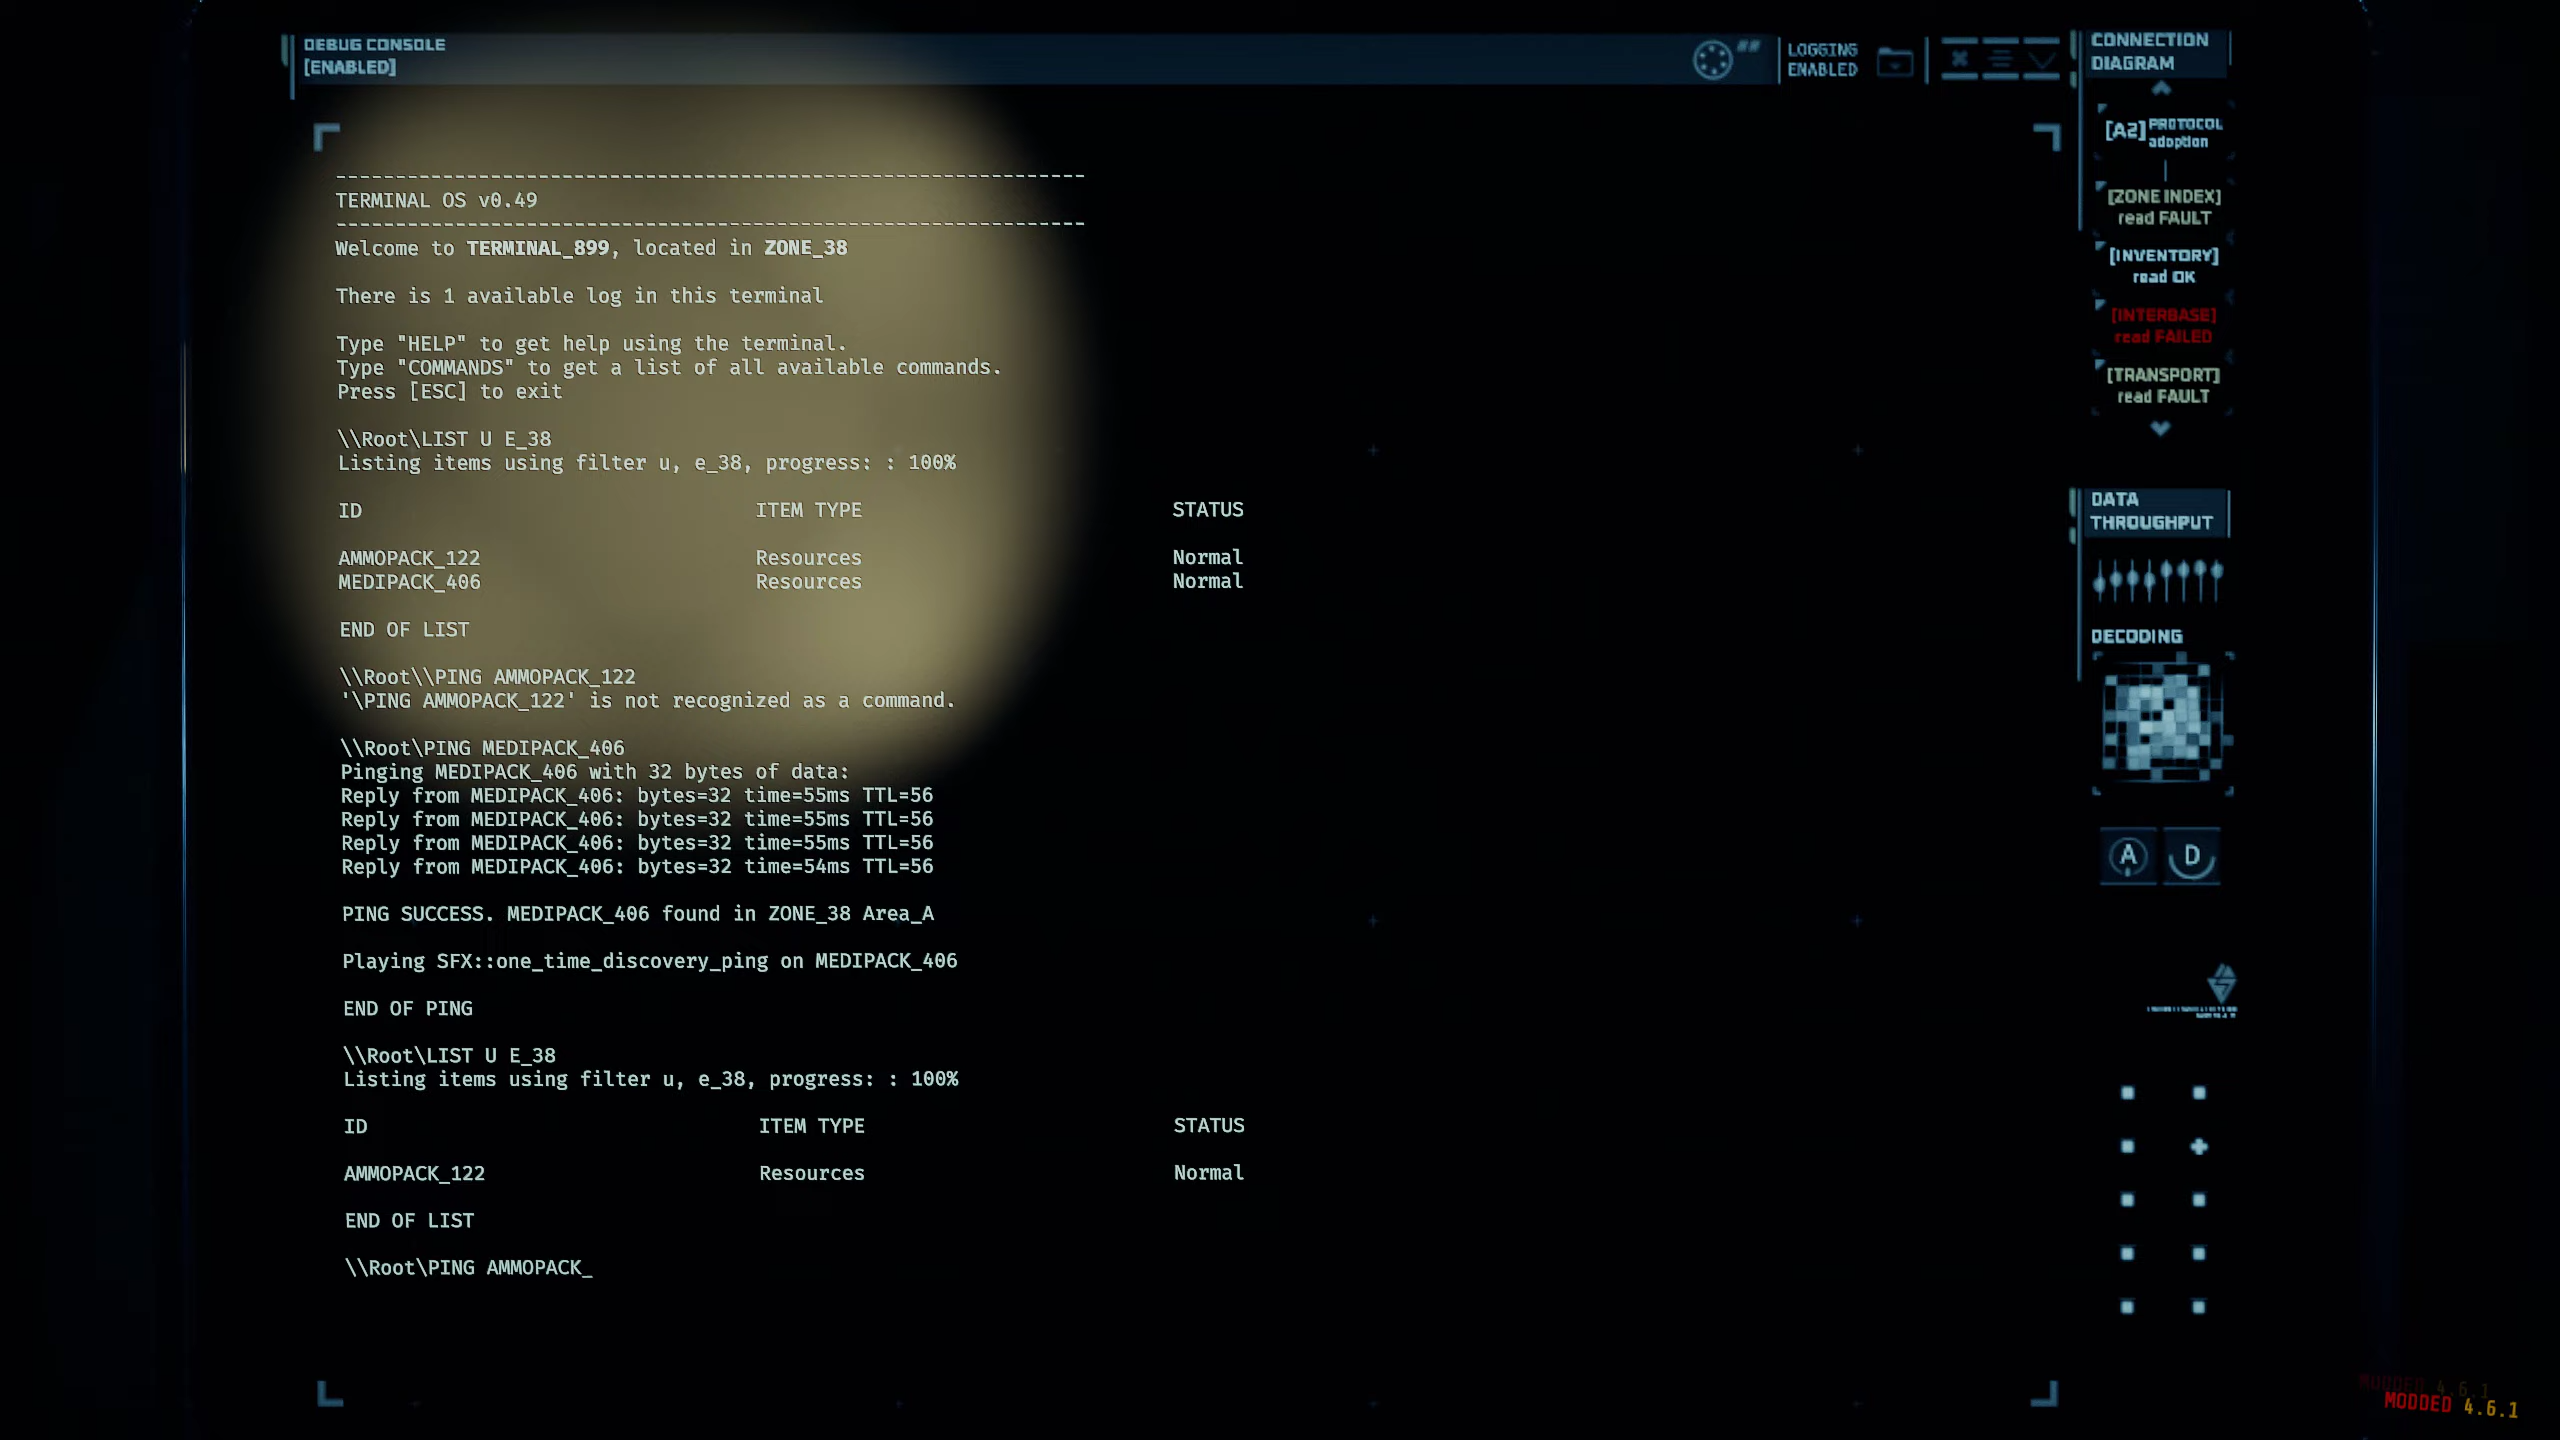 DEBUG CONSOLE
[ENABLED]
LOGGING
ENABLED
--------------------------------------------------------------
TERMINAL OS v0.49
--------------------------------------------------------------
Welcome to TERMINAL_899, located in ZONE_38
There is 1 available log in this terminal
Type "HELP" to get help using the terminal.
Type "COMMANDS" to get a list of all available commands.
Press [ESC] to exit
\\Root\LIST U E_38
Listing items using filter u, e_38, progress: : 100%
ID ITEM TYPE STATUS
AMMOPACK_122 Resources Normal
MEDIPACK_406 Resources Normal
END OF LIST
\\Root\\PING AMMOPACK_122
'\PING AMMOPACK_122' is not recognized as a command.
\\Root\PING MEDIPACK_406
Pinging MEDIPACK_406 with 32 bytes of data:
Reply from MEDIPACK_406: bytes=32 time=55ms TTL=56
Reply from MEDIPACK_406: bytes=32 time=55ms TTL=56
Reply from MEDIPACK_406: bytes=32 time=55ms TTL=56
Reply from MEDIPACK_406: bytes=32 time=54ms TTL=56
PING SUCCESS. MEDIPACK_406 found in ZONE_38 Area_A
Playing SFX::one_time_discovery_ping on MEDIPACK_406
END OF PING
\\Root\LIST U E_38
Listing items using filter u, e_38, progress: : 100%
ID ITEM TYPE STATUS
AMMOPACK_122 Resources Normal
END OF LIST
\\Root\PING AMMOPACK_
CONNECTION
DIAGRAM
[A2] PROTOCOL
adoption
[ZONE INDEX]
read FAULT
[INVENTORY]
read OK
[INTERBASE]
read FAILED
[TRANSPORT]
read FAULT
DATA
THROUGHPUT
DECODING
A D
MODDED 4.6.1